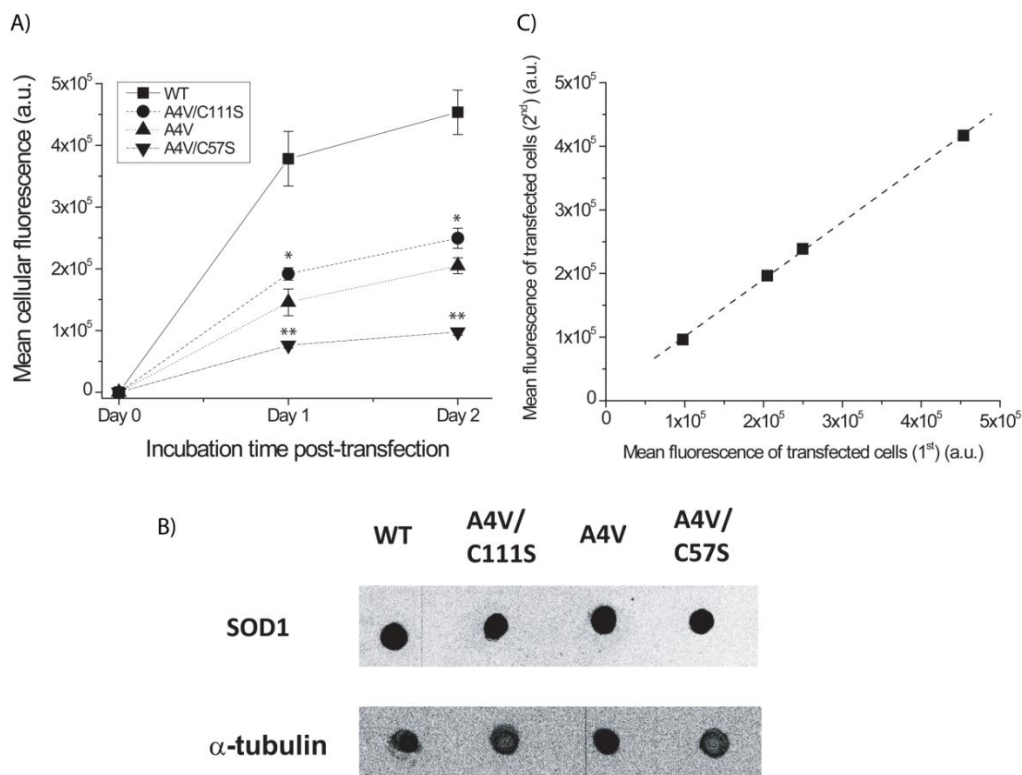 A)
Mean cellular fluorescence (a.u.)
5x10⁵
4x10⁵
3x10⁵
2x10⁵
1x10⁵
0
WT
A4V/C111S
A4V
A4V/C57S
*
*
**
**
Day 0 Day 1 Day 2
Incubation time post-transfection
C)
Mean fluorescence of transfected cells (2ⁿᵈ) (a.u.)
5x10⁵
4x10⁵
3x10⁵
2x10⁵
1x10⁵
0
0 1x10⁵ 2x10⁵ 3x10⁵ 4x10⁵ 5x10⁵
Mean fluorescence of transfected cells (1ˢᵗ) (a.u.)
B)
WT A4V/ A4V A4V/
C111S C57S
SOD1
α-tubulin